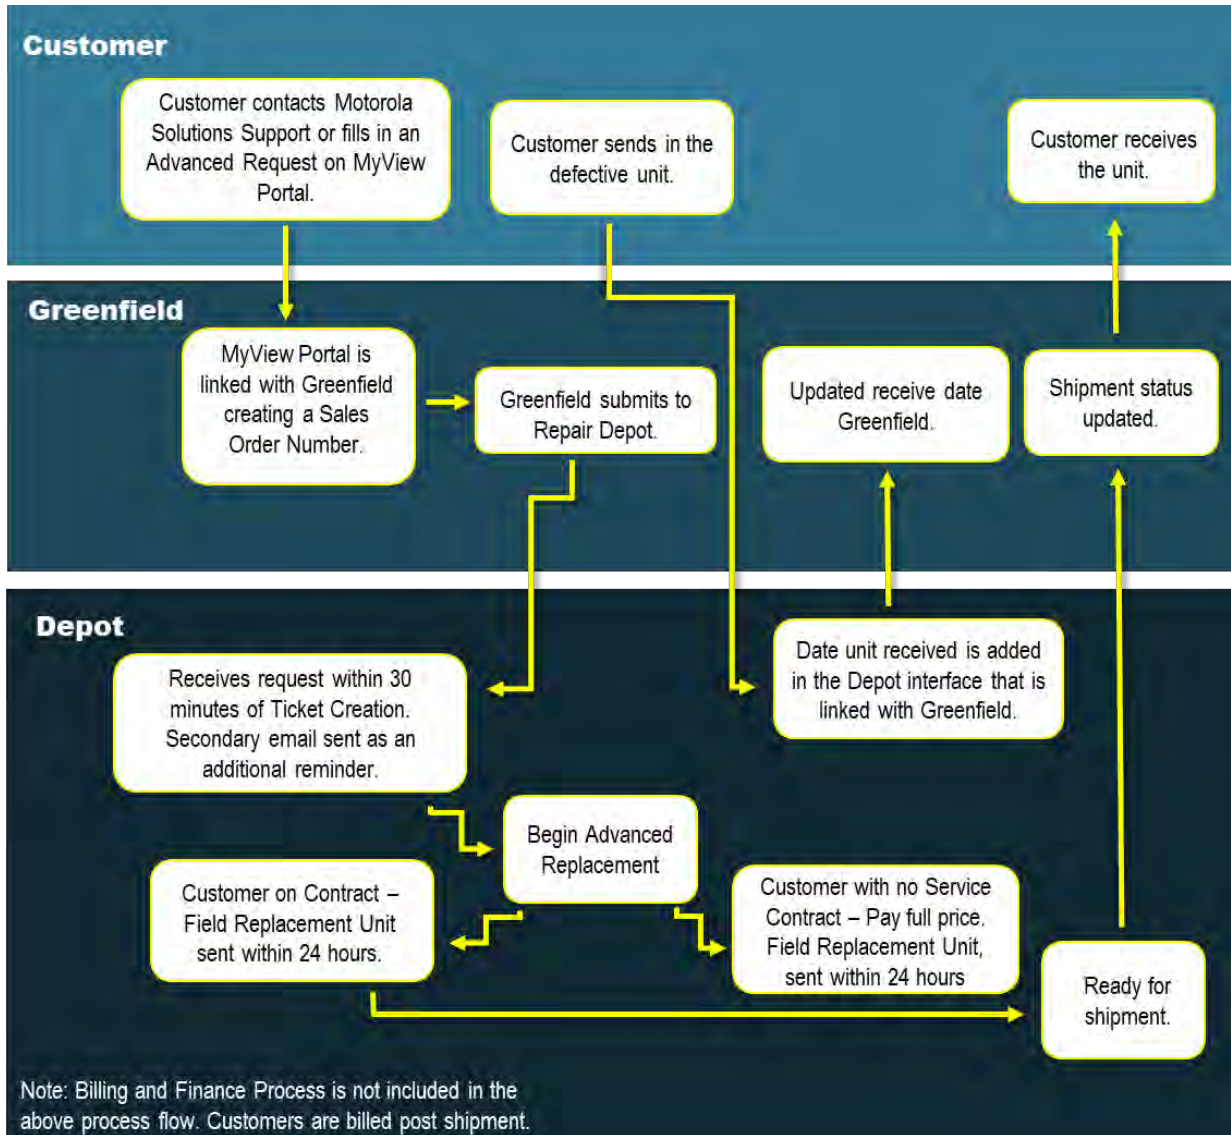 Customer
Customer contacts Motorola
Solutions Support or fills in an
Advanced Request on MyView
Portal.
Customer sends in the
defective unit.
Customer receives
the unit.
Greenfield
MyView Portal is
linked with Greenfield
creating a Sales
Order Number.
Greenfield submits to
Repair Depot.
Updated receive date
Greenfield.
Shipment status
updated.
Depot
Receives request within 30
minutes of Ticket Creation.
Secondary email sent as an
additional reminder.
Date unit received is added
in the Depot interface that is
linked with Greenfield.
Begin Advanced
Replacement
Customer on Contract –
Field Replacement Unit
sent within 24 hours.
Customer with no Service
Contract – Pay full price.
Field Replacement Unit,
sent within 24 hours
Ready for
shipment.
Note: Billing and Finance Process is not included in the
above process flow. Customers are billed post shipment.